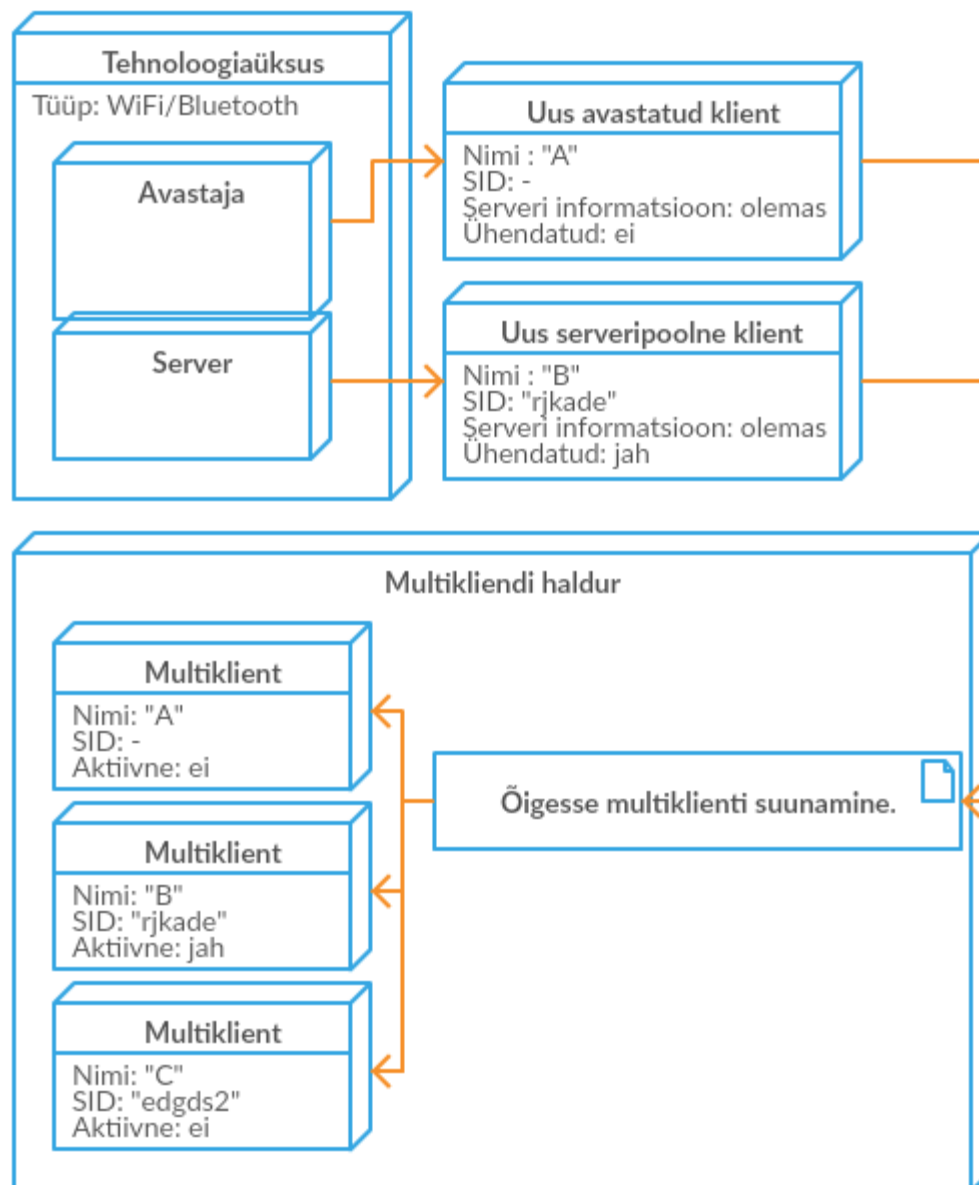 Tehnoloogiaüksus
Tüüp: WiFi/Bluetooth
Avastaja
Server
Uus avastatud klient
Nimi : "A"
SID: -
Serveri informatsioon: olemas
Ühendatud: ei
Uus serveripoolne klient
Nimi : "B"
SID: "rjkade"
Serveri informatsioon: olemas
Ühendatud: jah
Multikliendi haldur
Multiklient
Nimi: "A"
SID: -
Aktiivne: ei
Multiklient
Nimi: "B"
SID: "rjkade"
Aktiivne: jah
Multiklient
Nimi: "C"
SID: "edgds2"
Aktiivne: ei
Õigesse multiklienti suunamine.